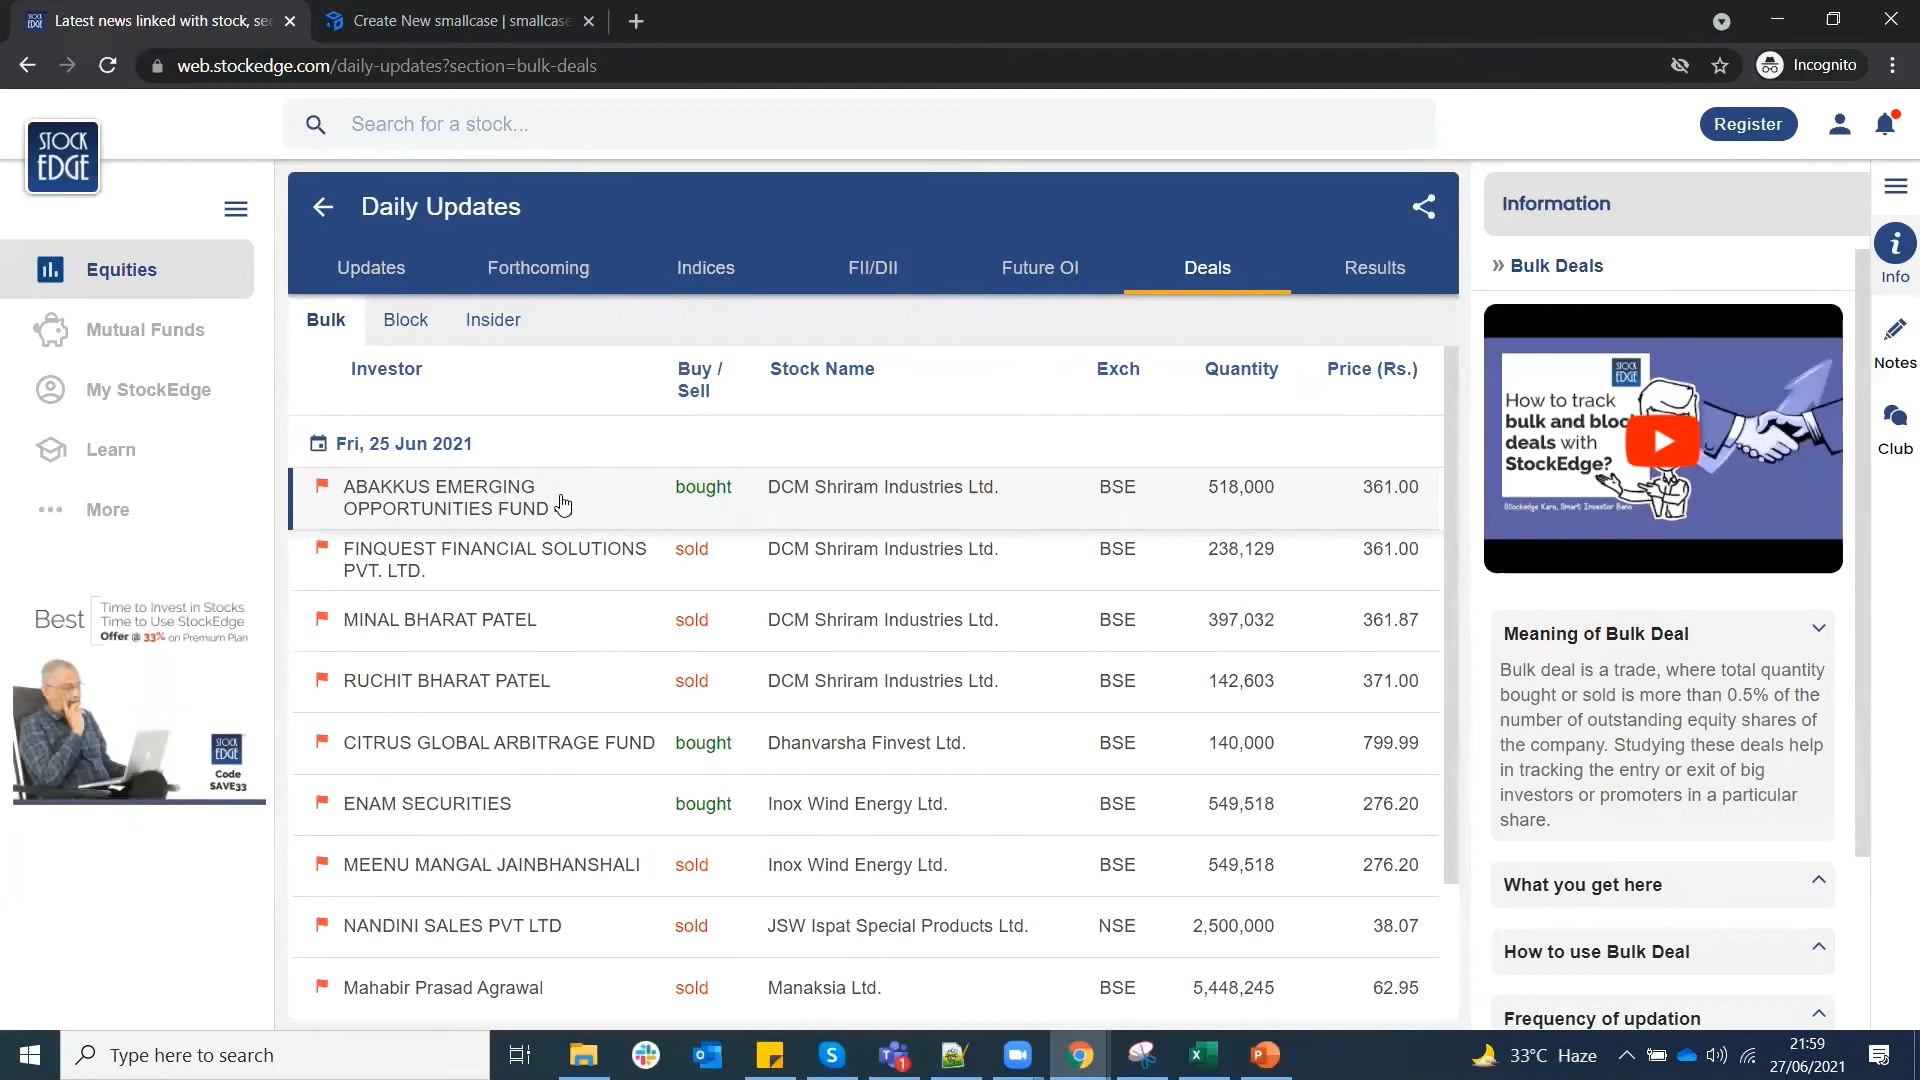 Latest news linked with stock, sec
Create New smallcase | smallcase
web.stockedge.com/daily-updates?section=bulk-deals
Incognito
STOCK
EDGE
Search for a stock...
Register
Daily Updates
Updates
Forthcoming
Indices
FII/DII
Future OI
Deals
Results
Bulk
Block
Insider
Investor
Buy /
Sell
Stock Name
Exch
Quantity
Price (Rs.)
Fri, 25 Jun 2021
ABAKKUS EMERGING
OPPORTUNITIES FUND
bought
DCM Shriram Industries Ltd.
BSE
518,000
361.00
FINQUEST FINANCIAL SOLUTIONS
PVT. LTD.
sold
DCM Shriram Industries Ltd.
BSE
238,129
361.00
MINAL BHARAT PATEL
sold
DCM Shriram Industries Ltd.
BSE
397,032
361.87
RUCHIT BHARAT PATEL
sold
DCM Shriram Industries Ltd.
BSE
142,603
371.00
CITRUS GLOBAL ARBITRAGE FUND
bought
Dhanvarsha Finvest Ltd.
BSE
140,000
799.99
ENAM SECURITIES
bought
Inox Wind Energy Ltd.
BSE
549,518
276.20
MEENU MANGAL JAINBHANSHALI
sold
Inox Wind Energy Ltd.
BSE
549,518
276.20
NANDINI SALES PVT LTD
sold
JSW Ispat Special Products Ltd.
NSE
2,500,000
38.07
Mahabir Prasad Agrawal
sold
Manaksia Ltd.
BSE
5,448,245
62.95
Equities
Mutual Funds
My StockEdge
Learn
More
Best
Time to Invest in Stocks
Time to Use StockEdge
Offer @ 33% on Premium Plan
STOCK
EDGE
Code
SAVE33
Information
» Bulk Deals
STOCK
EDGE
How to track
bulk and bloc
deals with
StockEdge?
Stockedge Karo, Smart Investor Bano
Meaning of Bulk Deal
Bulk deal is a trade, where total quantity
bought or sold is more than 0.5% of the
number of outstanding equity shares of
the company. Studying these deals help
in tracking the entry or exit of big
investors or promoters in a particular
share.
What you get here
How to use Bulk Deal
Frequency of updation
Info
Notes
Club
Type here to search
33°C Haze
21:59
27/06/2021